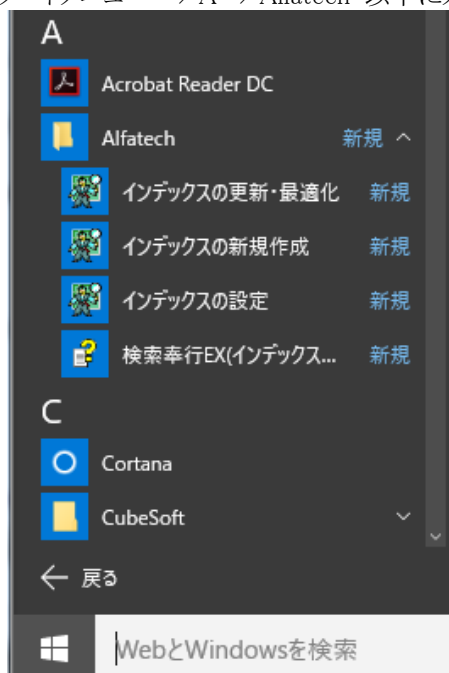 A
Acrobat Reader DC
Alfatech 新規
インデックスの更新・最適化 新規
インデックスの新規作成 新規
インデックスの設定 新規
検索奉行EX(インデックス... 新規
C
Cortana
CubeSoft
戻る
WebとWindowsを検索